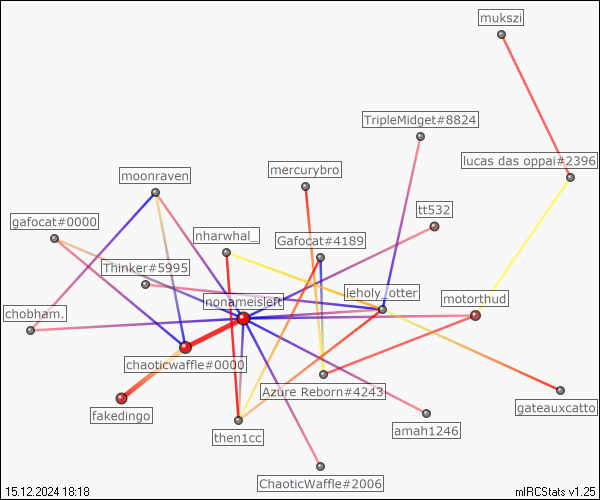 mukszi
TripleMidget#8824
lucas das oppai#2396
mercurybro
moonraven
tt532
gafocat#0000
nharwhal_
Gafocat#4189
Thinker#5995
leholy_otter
nonameisleft
motorthud
chobham.
chaoticwaffle#0000
Azure Reborn#4243
gateauxcatto
fakedingo
amah1246
then1cc
ChaoticWaffle#2006
15.12.2024 18:18
mIRCStats v1.25